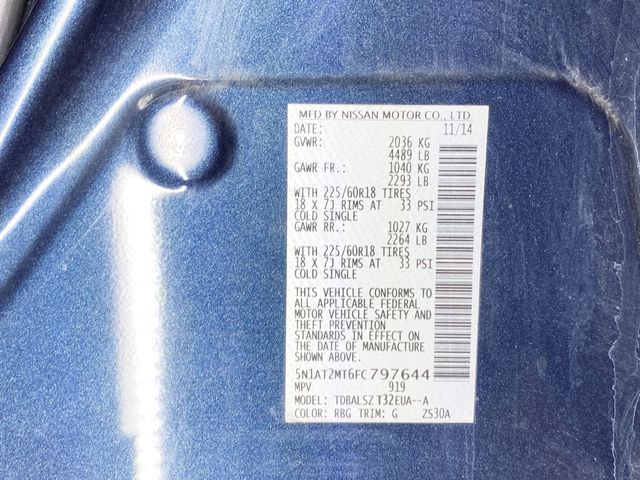 MFD BY NISSAN MOTOR CO., LTD.
DATE: 11/14
GVWR: 2036 KG
4489 LB
GAWR FR.: 1040 KG
2293 LB
WITH 225/60R18 TIRES
18 X 7J RIMS AT 33 PSI
COLD SINGLE
GAWR RR.: 1027 KG
2264 LB
WITH 225/60R18 TIRES
18 X 7J RIMS AT 33 PSI
COLD SINGLE
THIS VEHICLE CONFORMS TO
ALL APPLICABLE FEDERAL
MOTOR VEHICLE SAFETY AND
THEFT PREVENTION
STANDARDS IN EFFECT ON
THE DATE OF MANUFACTURE
SHOWN ABOVE.
5N1AT2MT6FC797644
MPV 919
MODEL: TDBALSZ T32EUA--A
COLOR: RBG TRIM: G ZS30A